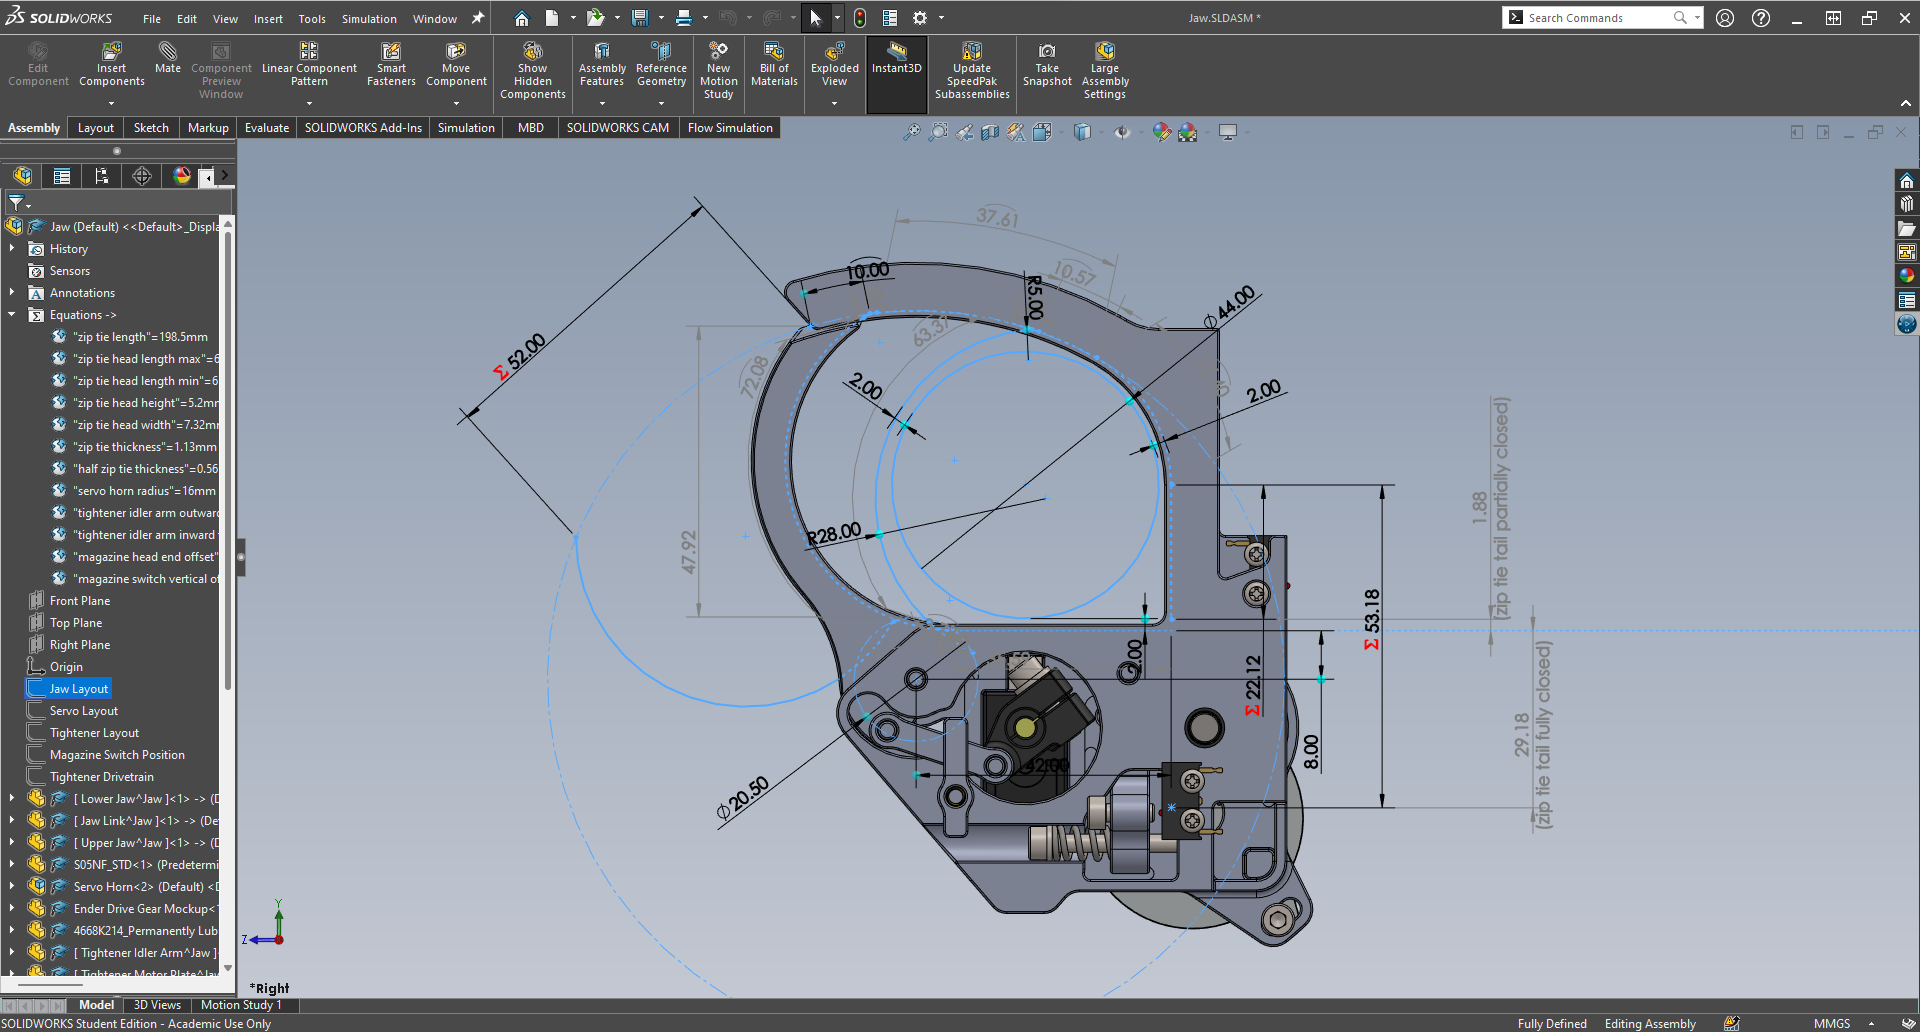 SOLIDWORKS
File Edit View Insert Tools Simulation Window
Jaw.SLDASM *
Search Commands
Edit Component
Insert Components
Mate
Component Preview Window
Linear Component Pattern
Smart Fasteners
Move Component
Show Hidden Components
Assembly Features
Reference Geometry
New Motion Study
Bill of Materials
Exploded View
Instant3D
Update SpeedPak Subassemblies
Take Snapshot
Large Assembly Settings
Assembly Layout Sketch Markup Evaluate SOLIDWORKS Add-Ins Simulation MBD SOLIDWORKS CAM Flow Simulation
Jaw (Default) <<Default>_Displa
History
Sensors
Annotations
Equations ->
"zip tie length"=198.5mm
"zip tie head length max"=6
"zip tie head length min"=6
"zip tie head height"=5.2mm
"zip tie head width"=7.32mm
"zip tie thickness"=1.13mm
"half zip tie thickness"=0.56
"servo horn radius"=16mm
"tightener idler arm outward
"tightener idler arm inward
"magazine head end offset"
"magazine switch vertical of
Front Plane
Top Plane
Right Plane
Origin
Jaw Layout
Servo Layout
Tightener Layout
Magazine Switch Position
Tightener Drivetrain
[ Lower Jaw^Jaw ]<1> -> (D
[ Jaw Link^Jaw ]<1> -> (De
[ Upper Jaw^Jaw ]<1> -> (D
S05NF_STD<1> (Predetermi
Servo Horn<2> (Default) <D
Ender Drive Gear Mockup<
4668K214_Permanently Lub
[ Tightener Idler Arm^Jaw ]
[ Tightener Motor Plate^Jaw
37.61
10.57
10.00
R5.00
∅44.00
Σ 52.00
63.37
72.08
2.00
2.00
47.92
R28.00
1.88
(zip tie tail partially closed)
Σ 53.18
2.00
Σ 22.12
8.00
29.18
(zip tie tail fully closed)
42.00
∅20.50
Y
Z
*Right
Model 3D Views Motion Study 1
SOLIDWORKS Student Edition - Academic Use Only
Fully Defined Editing Assembly MMGS